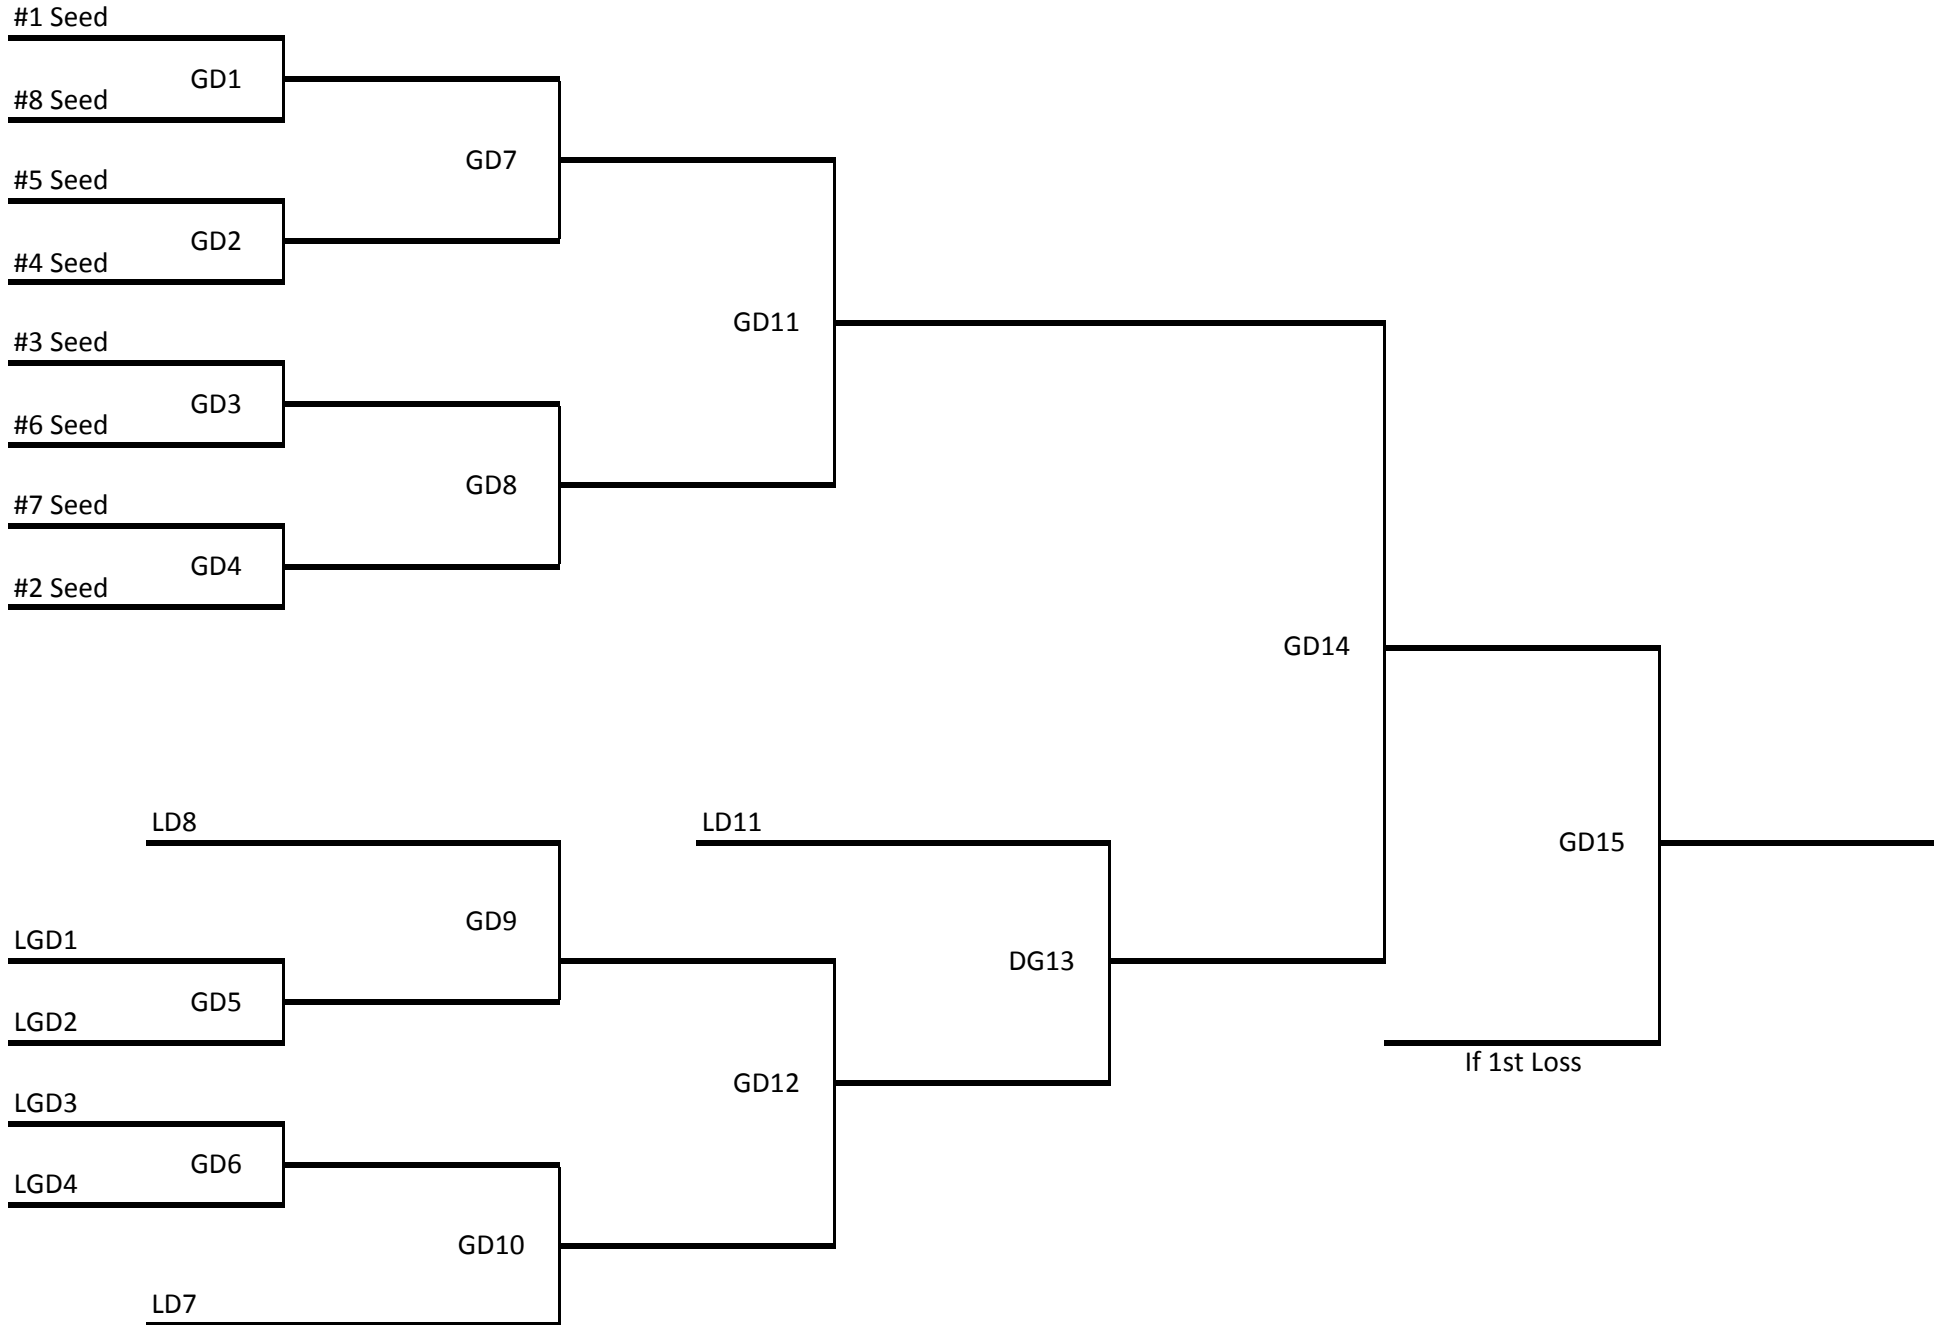 #1 Seed
GD1
#8 Seed
GD7
#5 Seed
GD2
#4 Seed
GD11
#3 Seed
GD3
#6 Seed
GD8
#7 Seed
GD4
#2 Seed
GD14
LD8
LD11
GD15
GD9
LGD1
DG13
GD5
LGD2
If 1st Loss
GD12
LGD3
GD6
LGD4
GD10
LD7